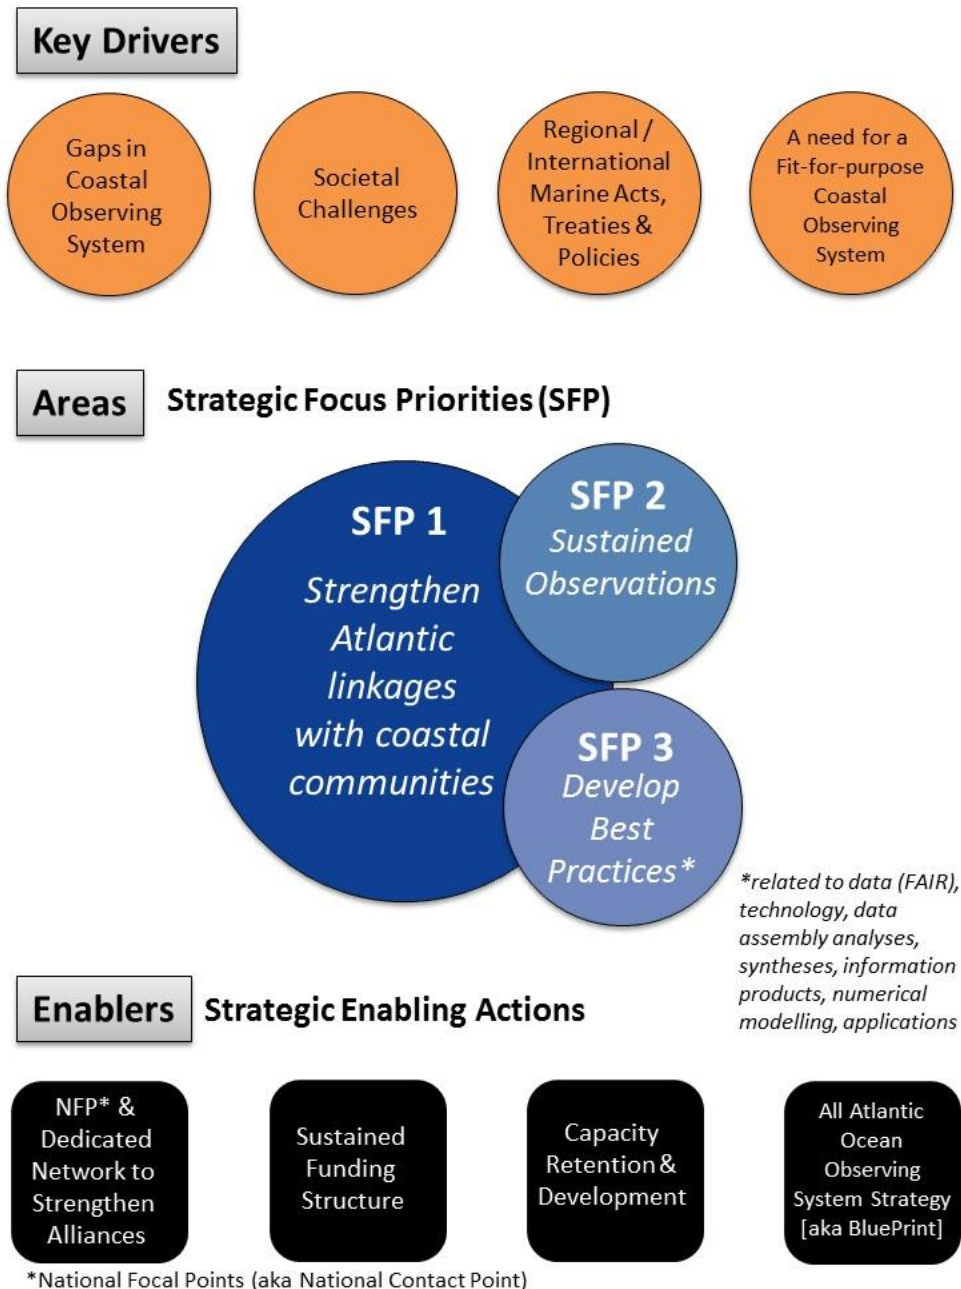 Key Drivers
Gaps in
Coastal
Observing
System
Societal
Challenges
Regional /
International
Marine Acts,
Treaties &
Policies
A need for a
Fit-for-purpose
Coastal
Observing
System
Areas
Strategic Focus Priorities (SFP)
SFP 1
Strengthen
Atlantic
linkages
with coastal
communities
SFP 2
Sustained
Observations
SFP 3
Develop
Best
Practices*
*related to data (FAIR),
technology, data
assembly analyses,
syntheses, information
products, numerical
modelling, applications
Enablers
Strategic Enabling Actions
NFP* &
Dedicated
Network to
Strengthen
Alliances
Sustained
Funding
Structure
Capacity
Retention &
Development
All Atlantic
Ocean
Observing
System Strategy
[aka BluePrint]
*National Focal Points (aka National Contact Point)